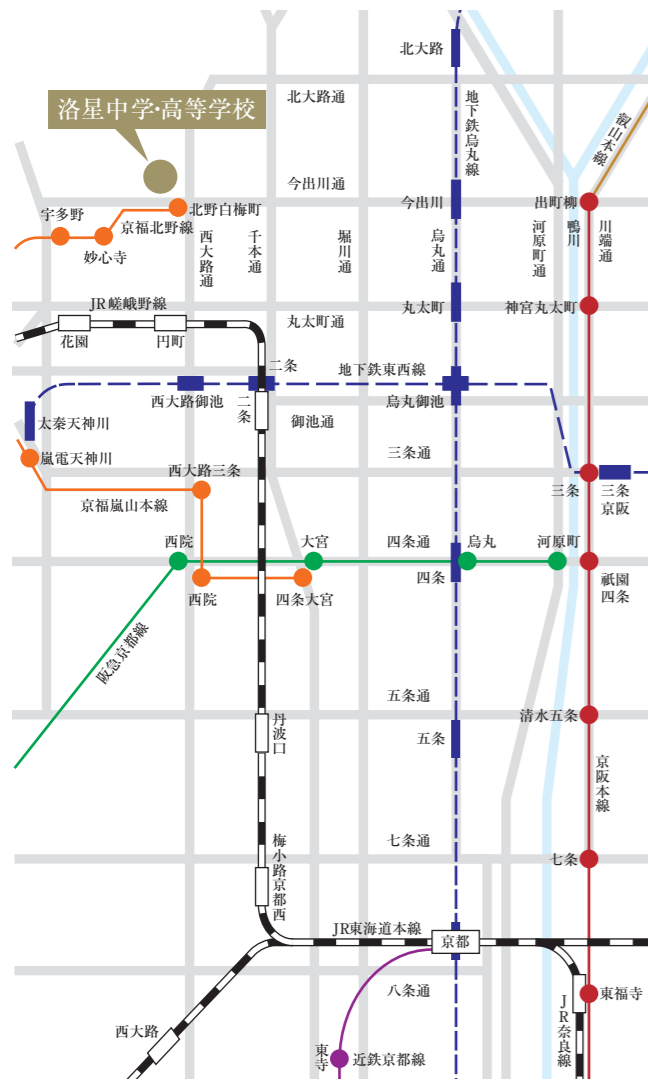 北大路
洛星中学・高等学校
北大路通
地下鉄烏丸線
叡山本線
今出川通
宇多野
京福北野線
北野白梅町
妙心寺
今出川
出町柳
西大路通
千本通
堀川通
烏丸通
河原町通
鴨川
川端通
JR嵯峨野線
花園
円町
丸太町通
丸太町
神宮丸太町
二条
地下鉄東西線
西大路御池
二条
烏丸御池
太秦天神川
御池通
嵐電天神川
西大路三条
三条通
京福嵐山本線
三条
三条
京阪
西院
大宮
四条通
烏丸
河原町
西院
四条大宮
四条
祇園
四条
阪急京都線
五条通
清水五条
丹波口
五条
京阪本線
七条通
七条
梅小路京都西
JR東海道本線
京都
八条通
東福寺
西大路
JR奈良線
東寺
近鉄京都線